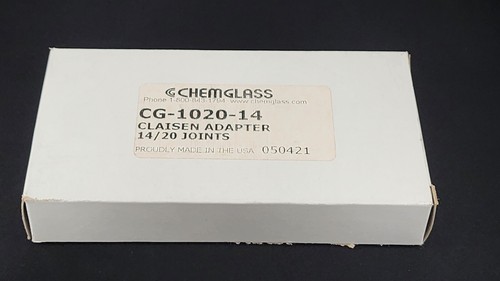 CHEMGLASS
Phone 1-800-843-1794 www.chemglass.com
CG-1020-14
CLAISEN ADAPTER
14/20 JOINTS
PROUDLY MADE IN THE USA 050421